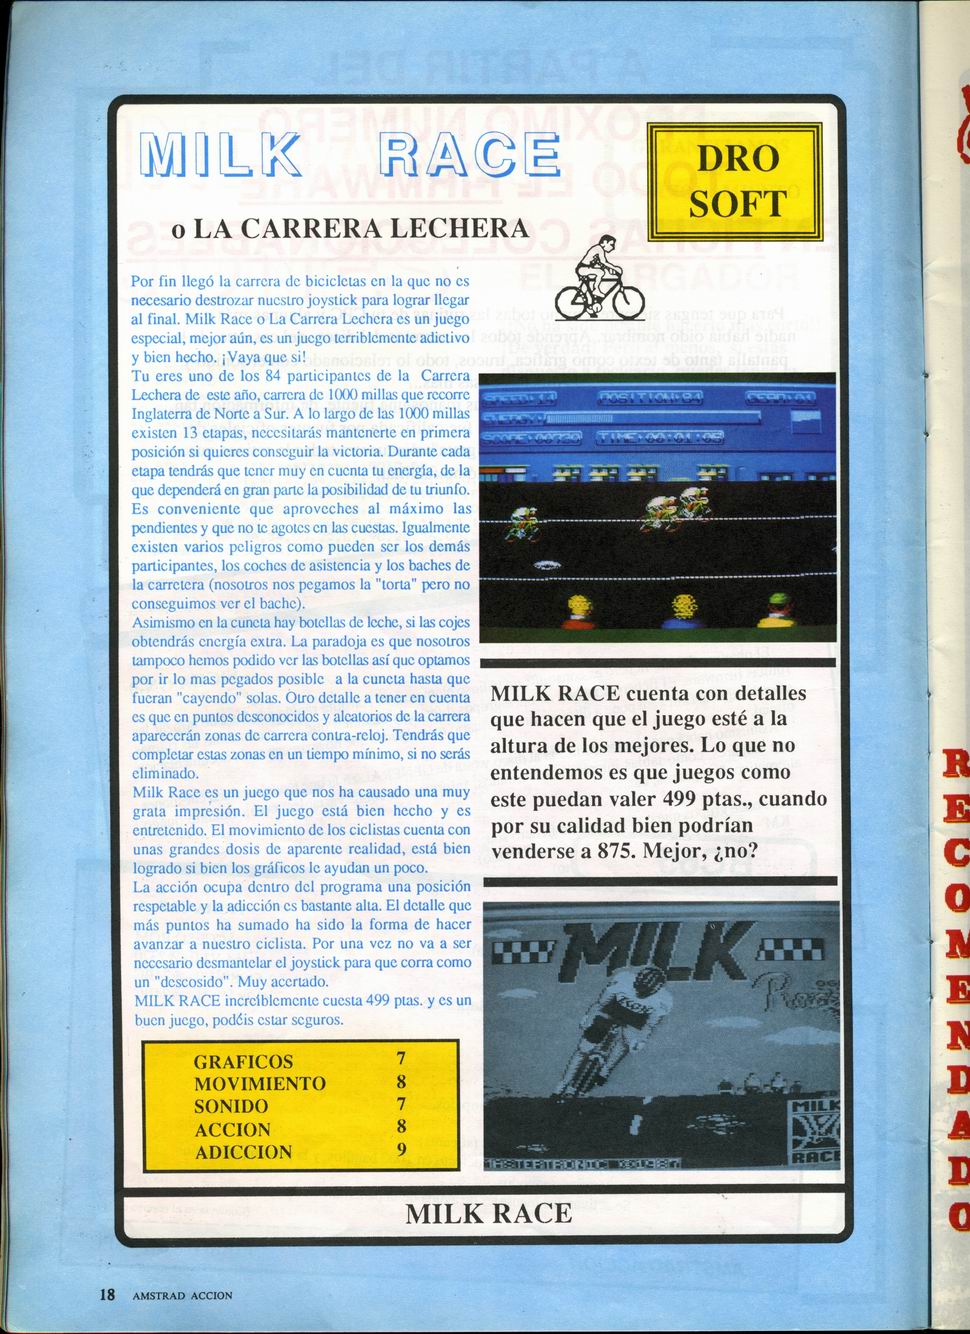 MILK RACE
DRO
SOFT
o LA CARRERA LECHERA
Por fin llegó la carrera de bicicletas en la que no es
necesario destrozar nuestro joystick para lograr llegar
al final. Milk Race o La Carrera Lechera es un juego
especial, mejor aún, es un juego terriblemente adictivo
y bien hecho. ¡Vaya que si!
Tu eres uno de los 84 participantes de la Carrera
Lechera de este año, carrera de 1000 millas que recorre
Inglaterra de Norte a Sur. A lo largo de las 1000 millas
existen 13 etapas, necesitarás mantenerte en primera
posición si quieres conseguir la victoria. Durante cada
etapa tendrás que tener muy en cuenta tu energía, de la
que dependerá en gran parte la posibilidad de tu triunfo.
Es conveniente que aproveches al máximo las
pendientes y que no te agotes en las cuestas. Igualmente
existen varios peligros como pueden ser los demás
participantes, los coches de asistencia y los baches de
la carretera (nosotros nos pegamos la "torta" pero no
conseguimos ver el bache).
Asimismo en la cuneta hay botellas de leche, si las cojes
obtendrás energía extra. La paradoja es que nosotros
tampoco hemos podido ver las botellas así que optamos
por ir lo mas pegados posible a la cuneta hasta que
fueran "cayendo" solas. Otro detalle a tener en cuenta
es que en puntos desconocidos y aleatorios de la carrera
aparecerán zonas de carrera contra-reloj. Tendrás que
completar estas zonas en un tiempo mínimo, si no serás
eliminado.
Milk Race es un juego que nos ha causado una muy
grata impresión. El juego está bien hecho y es
entretenido. El movimiento de los ciclistas cuenta con
unas grandes dosis de aparente realidad, está bien
logrado si bien los gráficos le ayudan un poco.
La acción ocupa dentro del programa una posición
respetable y la adicción es bastante alta. El detalle que
más puntos ha sumado ha sido la forma de hacer
avanzar a nuestro ciclista. Por una vez no va a ser
necesario desmantelar el joystick para que corra como
un "descosido". Muy acertado.
MILK RACE increíblemente cuesta 499 ptas. y es un
buen juego, podéis estar seguros.
GRAFICOS 7
MOVIMIENTO 8
SONIDO 7
ACCION 8
ADICCION 9
SPEED:14 POSITION:84 GEAR:01
ENERGY:
SCORE:00730 TIME:00:01:05
MILK RACE cuenta con detalles
que hacen que el juego esté a la
altura de los mejores. Lo que no
entendemos es que juegos como
este puedan valer 499 ptas., cuando
por su calidad bien podrían
venderse a 875. Mejor, ¿no?
MILK
Race
MILK
RACE
MASTERTRONIC 1987
MILK RACE
18 AMSTRAD ACCION
RECOMENDADO